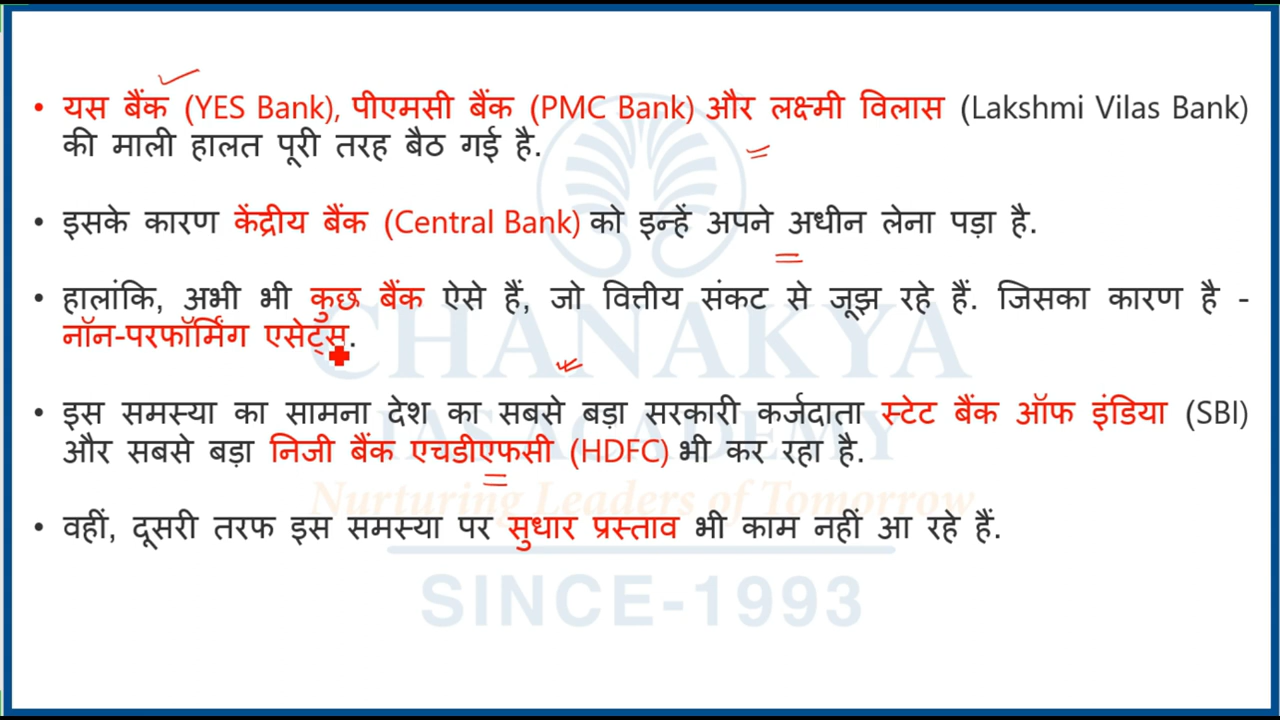 • यस बैंक (YES Bank), पीएमसी बैंक (PMC Bank) और लक्ष्मी विलास (Lakshmi Vilas Bank)
की माली हालत पूरी तरह बैठ गई है.
• इसके कारण केंद्रीय बैंक (Central Bank) को इन्हें अपने अधीन लेना पड़ा है.
• हालांकि, अभी भी कुछ बैंक ऐसे हैं, जो वित्तीय संकट से जूझ रहे हैं. जिसका कारण है -
नॉन-परफॉर्मिंग एसेट्स.
• इस समस्या का सामना देश का सबसे बड़ा सरकारी कर्जदाता स्टेट बैंक ऑफ इंडिया (SBI)
और सबसे बड़ा निजी बैंक एचडीएफसी (HDFC) भी कर रहा है.
• वहीं, दूसरी तरफ इस समस्या पर सुधार प्रस्ताव भी काम नहीं आ रहे हैं.
CHANAKYA
IAS ACADEMY
Nurturing Leaders of Tomorrow
SINCE-1993